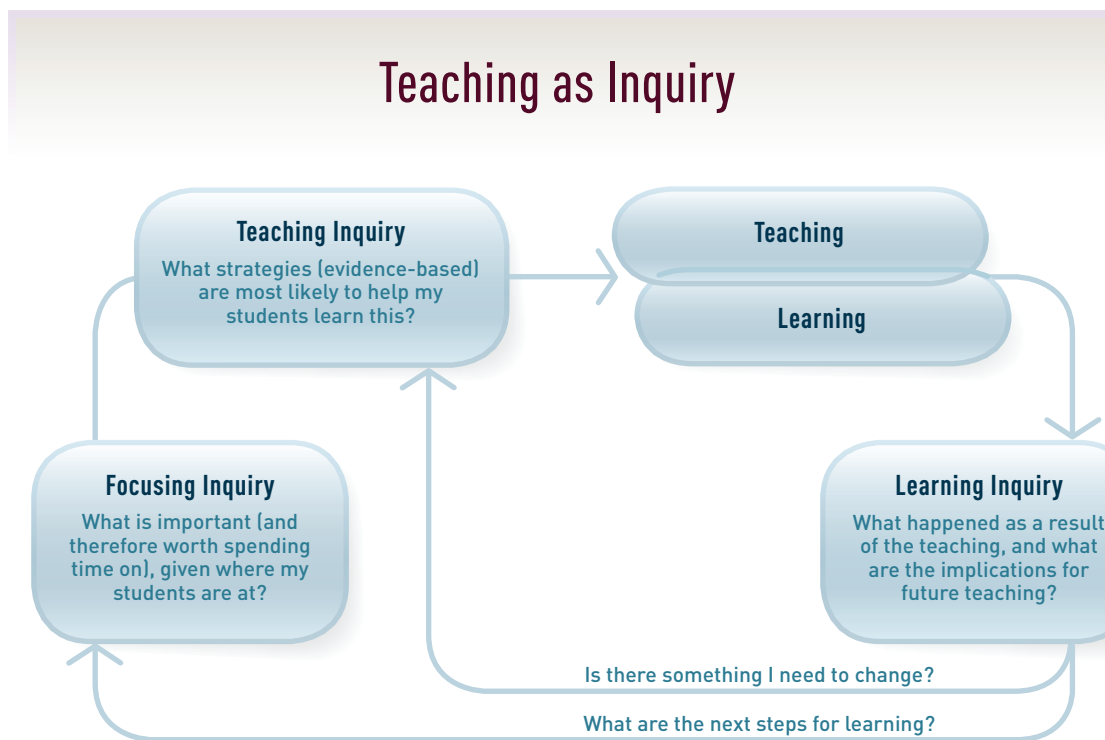 Teaching as Inquiry
Teaching Inquiry
What strategies (evidence-based)
are most likely to help my
students learn this?
Teaching
Learning
Focusing Inquiry
What is important (and
therefore worth spending
time on), given where my
students are at?
Learning Inquiry
What happened as a result
of the teaching, and what
are the implications for
future teaching?
Is there something I need to change?
What are the next steps for learning?